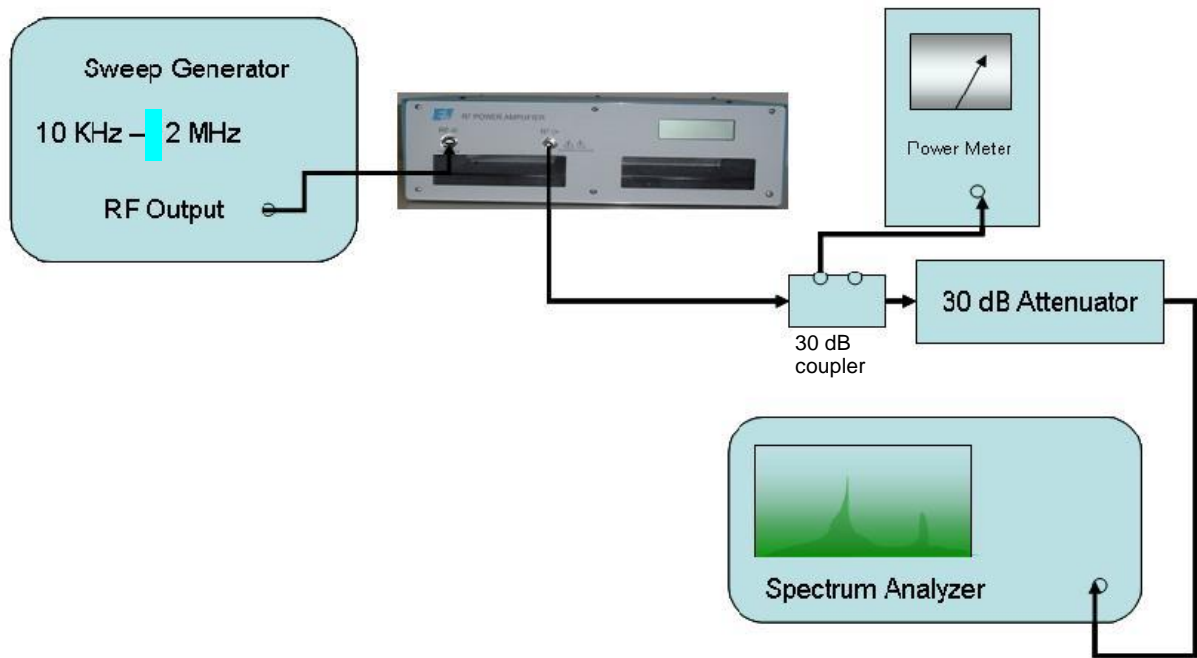 Sweep Generator
10 KHz – 2 MHz
RF Output
RF POWER AMPLIFIER
Power Meter
30 dB Attenuator
30 dB
coupler
Spectrum Analyzer